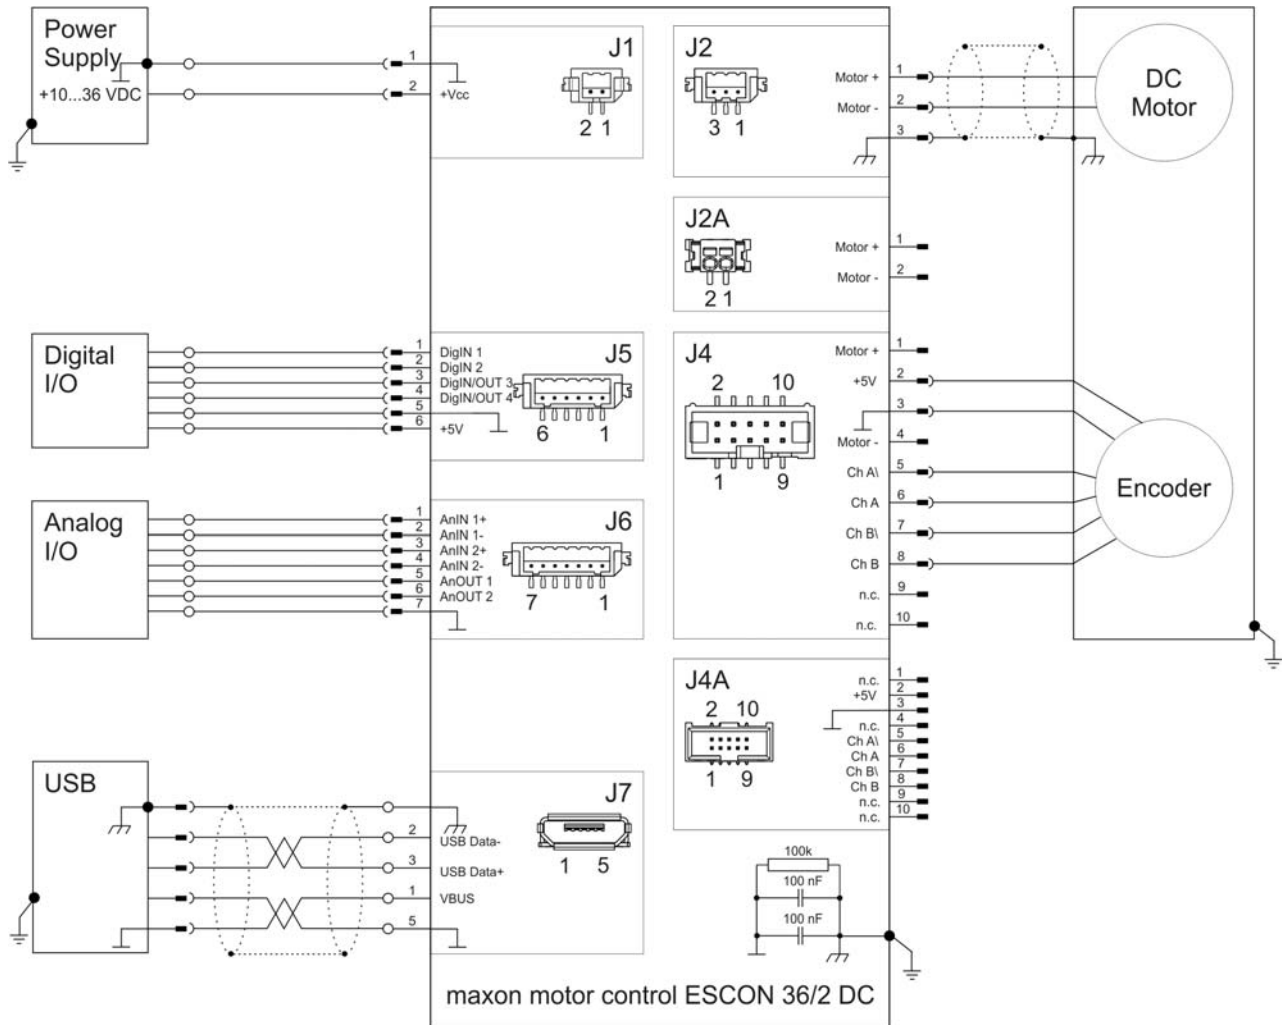 Power
Supply
+10...36 VDC
1
2
+Vcc
J1
2 1
J2
3 1
Motor +
1
Motor -
2
3
DC
Motor
J2A
2 1
Motor +
1
Motor -
2
Digital
I/O
1
DigIN 1
2
DigIN 2
3
DigIN/OUT 3
4
DigIN/OUT 4
5
6
+5V
J5
6 1
J4
2 10
1 9
Motor +
1
+5V
2
3
Motor -
4
Ch A\
5
Ch A
6
Ch B\
7
Ch B
8
n.c.
9
n.c.
10
Encoder
Analog
I/O
1
AnIN 1+
2
AnIN 1-
3
AnIN 2+
4
AnIN 2-
5
AnOUT 1
6
AnOUT 2
7
J6
7 1
J4A
2 10
1 9
n.c.
1
+5V
2
3
n.c.
4
Ch A\
5
Ch A
6
Ch B\
7
Ch B
8
n.c.
9
n.c.
10
USB
2
USB Data-
3
USB Data+
1
VBUS
5
J7
1 5
100k
100 nF
100 nF
maxon motor control ESCON 36/2 DC